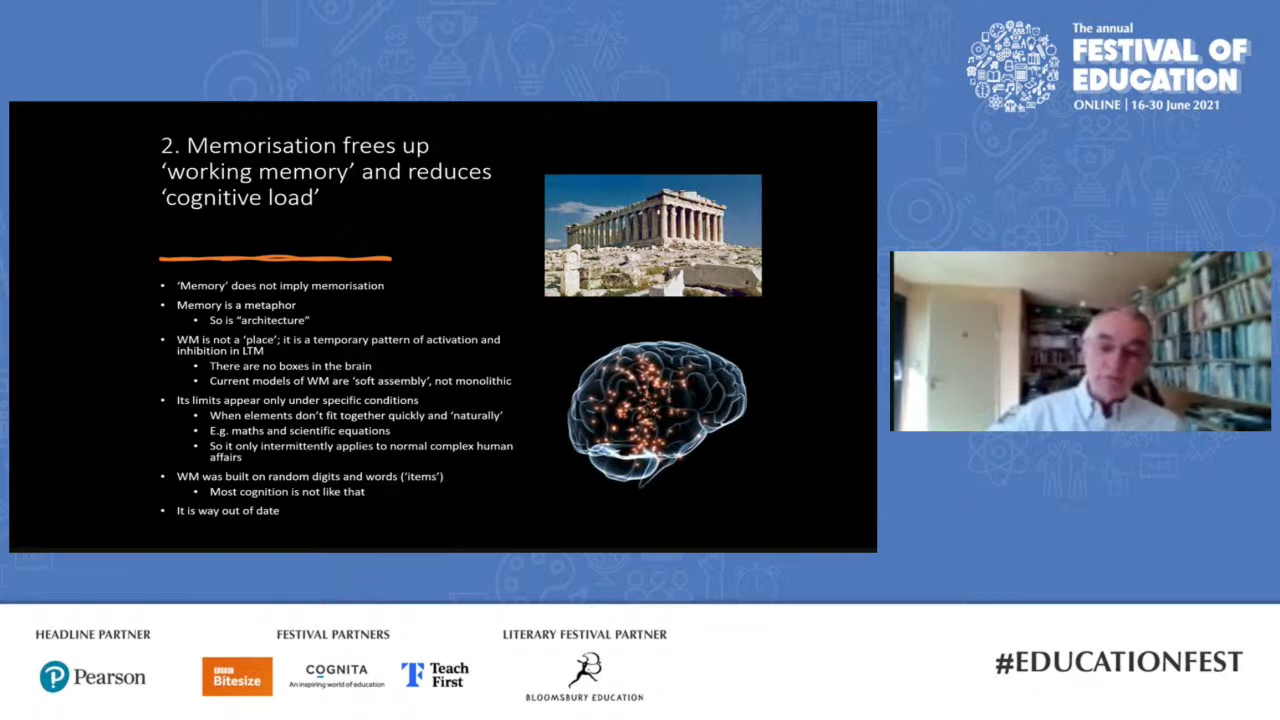 The annual
FESTIVAL OF
EDUCATION
ONLINE | 16-30 June 2021
2. Memorisation frees up
‘working memory’ and reduces
‘cognitive load’
• ‘Memory’ does not imply memorisation
• Memory is a metaphor
• So is “architecture”
• WM is not a ‘place’; it is a temporary pattern of activation and
inhibition in LTM
• There are no boxes in the brain
• Current models of WM are ‘soft assembly’, not monolithic
• Its limits appear only under specific conditions
• When elements don’t fit together quickly and ‘naturally’
• E.g. maths and scientific equations
• So it only intermittently applies to normal complex human
affairs
• WM was built on random digits and words (‘items’)
• Most cognition is not like that
• It is way out of date
HEADLINE PARTNER
Pearson
FESTIVAL PARTNERS
BBC
Bitesize
COGNITA
An inspiring world of education
Teach
First
LITERARY FESTIVAL PARTNER
BLOOMSBURY EDUCATION
#EDUCATIONFEST